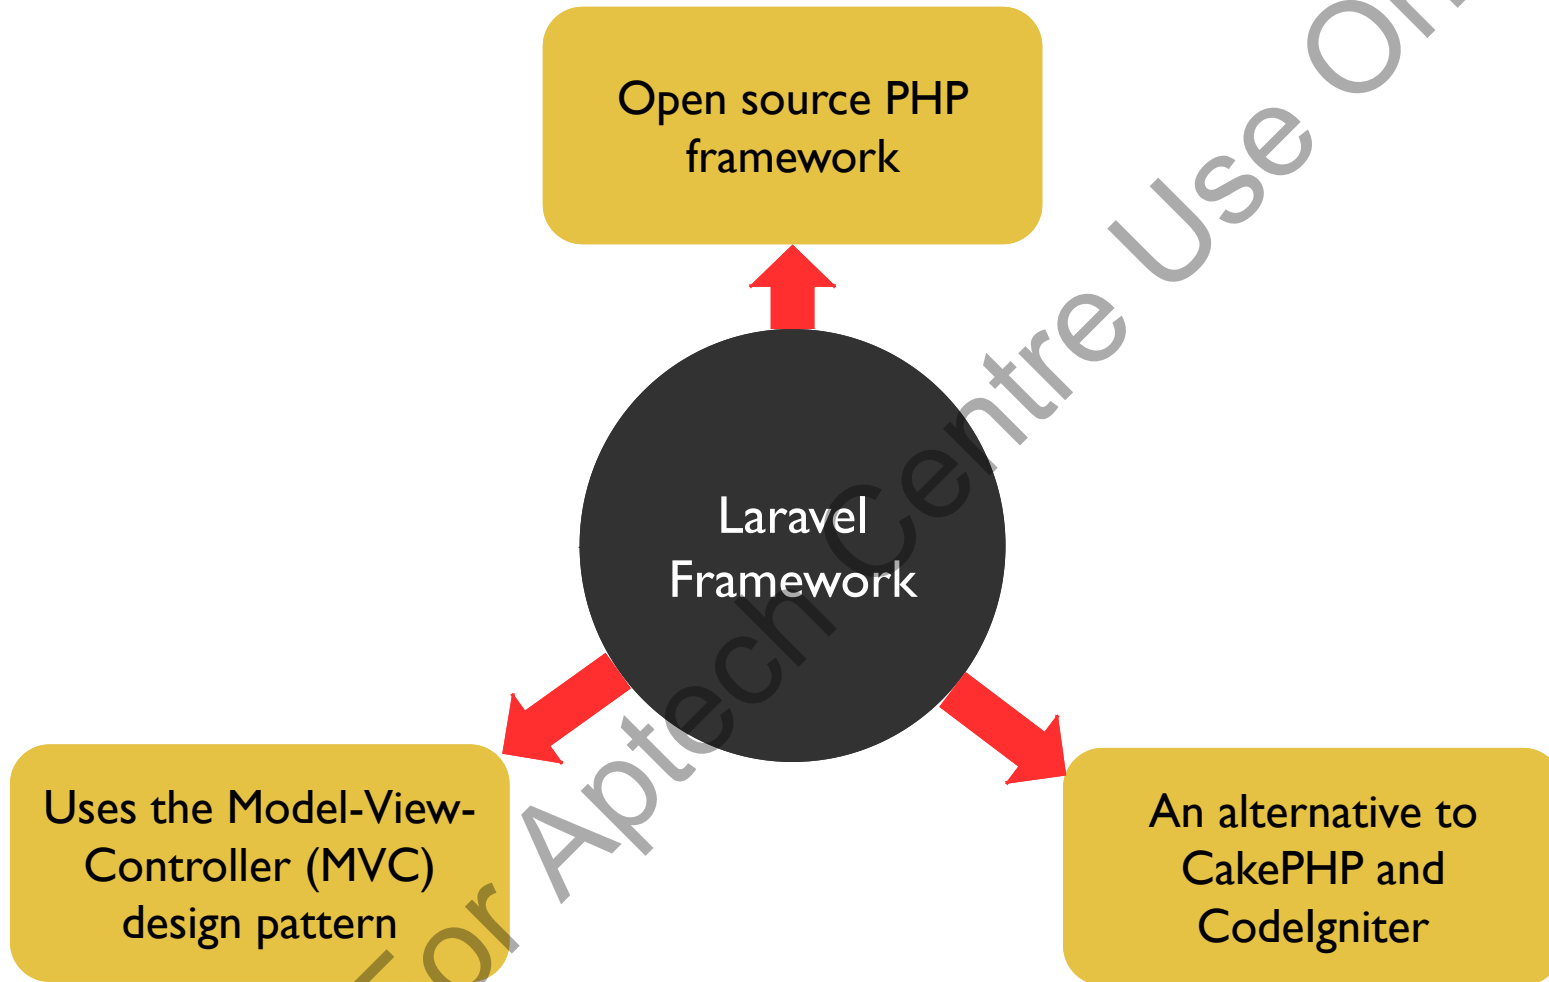 Open source PHP
framework
Laravel
Framework
Uses the Model-View-
Controller (MVC)
design pattern
An alternative to
CakePHP and
CodeIgniter
For Aptech Centre Use